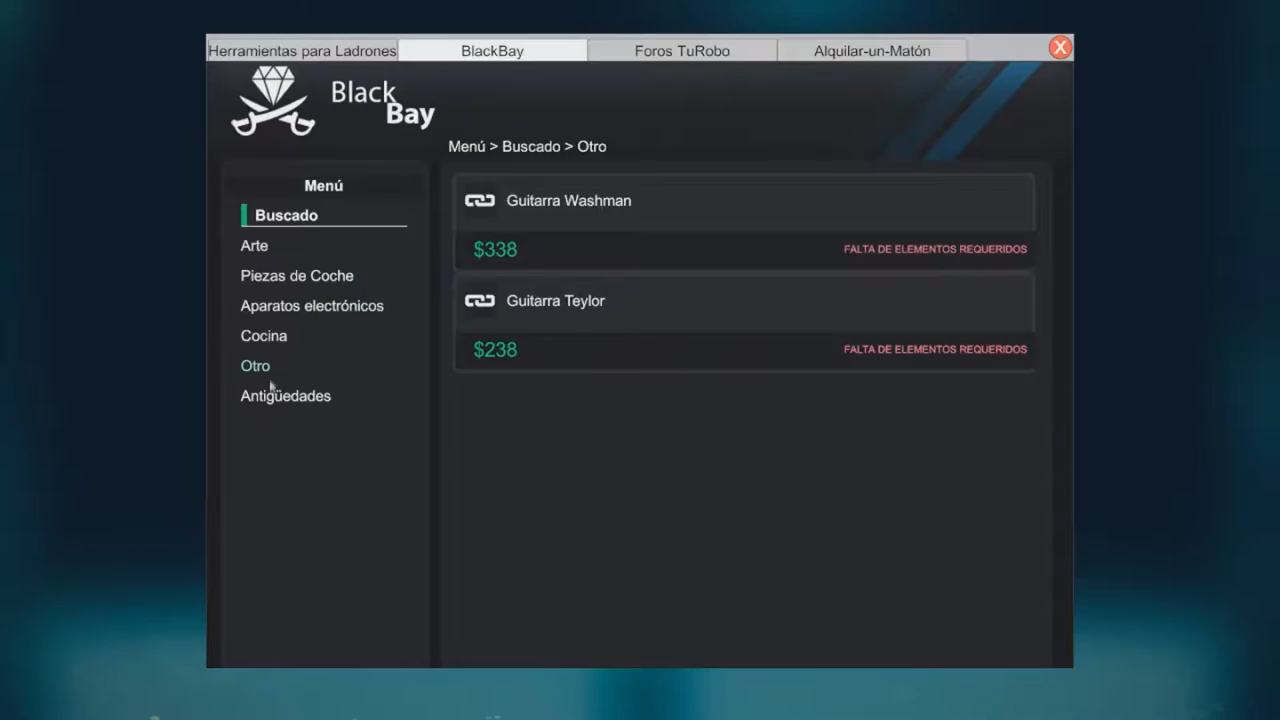 Herramientas para Ladrones
BlackBay
Foros TuRobo
Alquilar-un-Matón
X
Black
Bay
Menú > Buscado > Otro
Menú
Buscado
Arte
Piezas de Coche
Aparatos electrónicos
Cocina
Otro
Antigüedades
Guitarra Washman
$338
FALTA DE ELEMENTOS REQUERIDOS
Guitarra Teylor
$238
FALTA DE ELEMENTOS REQUERIDOS